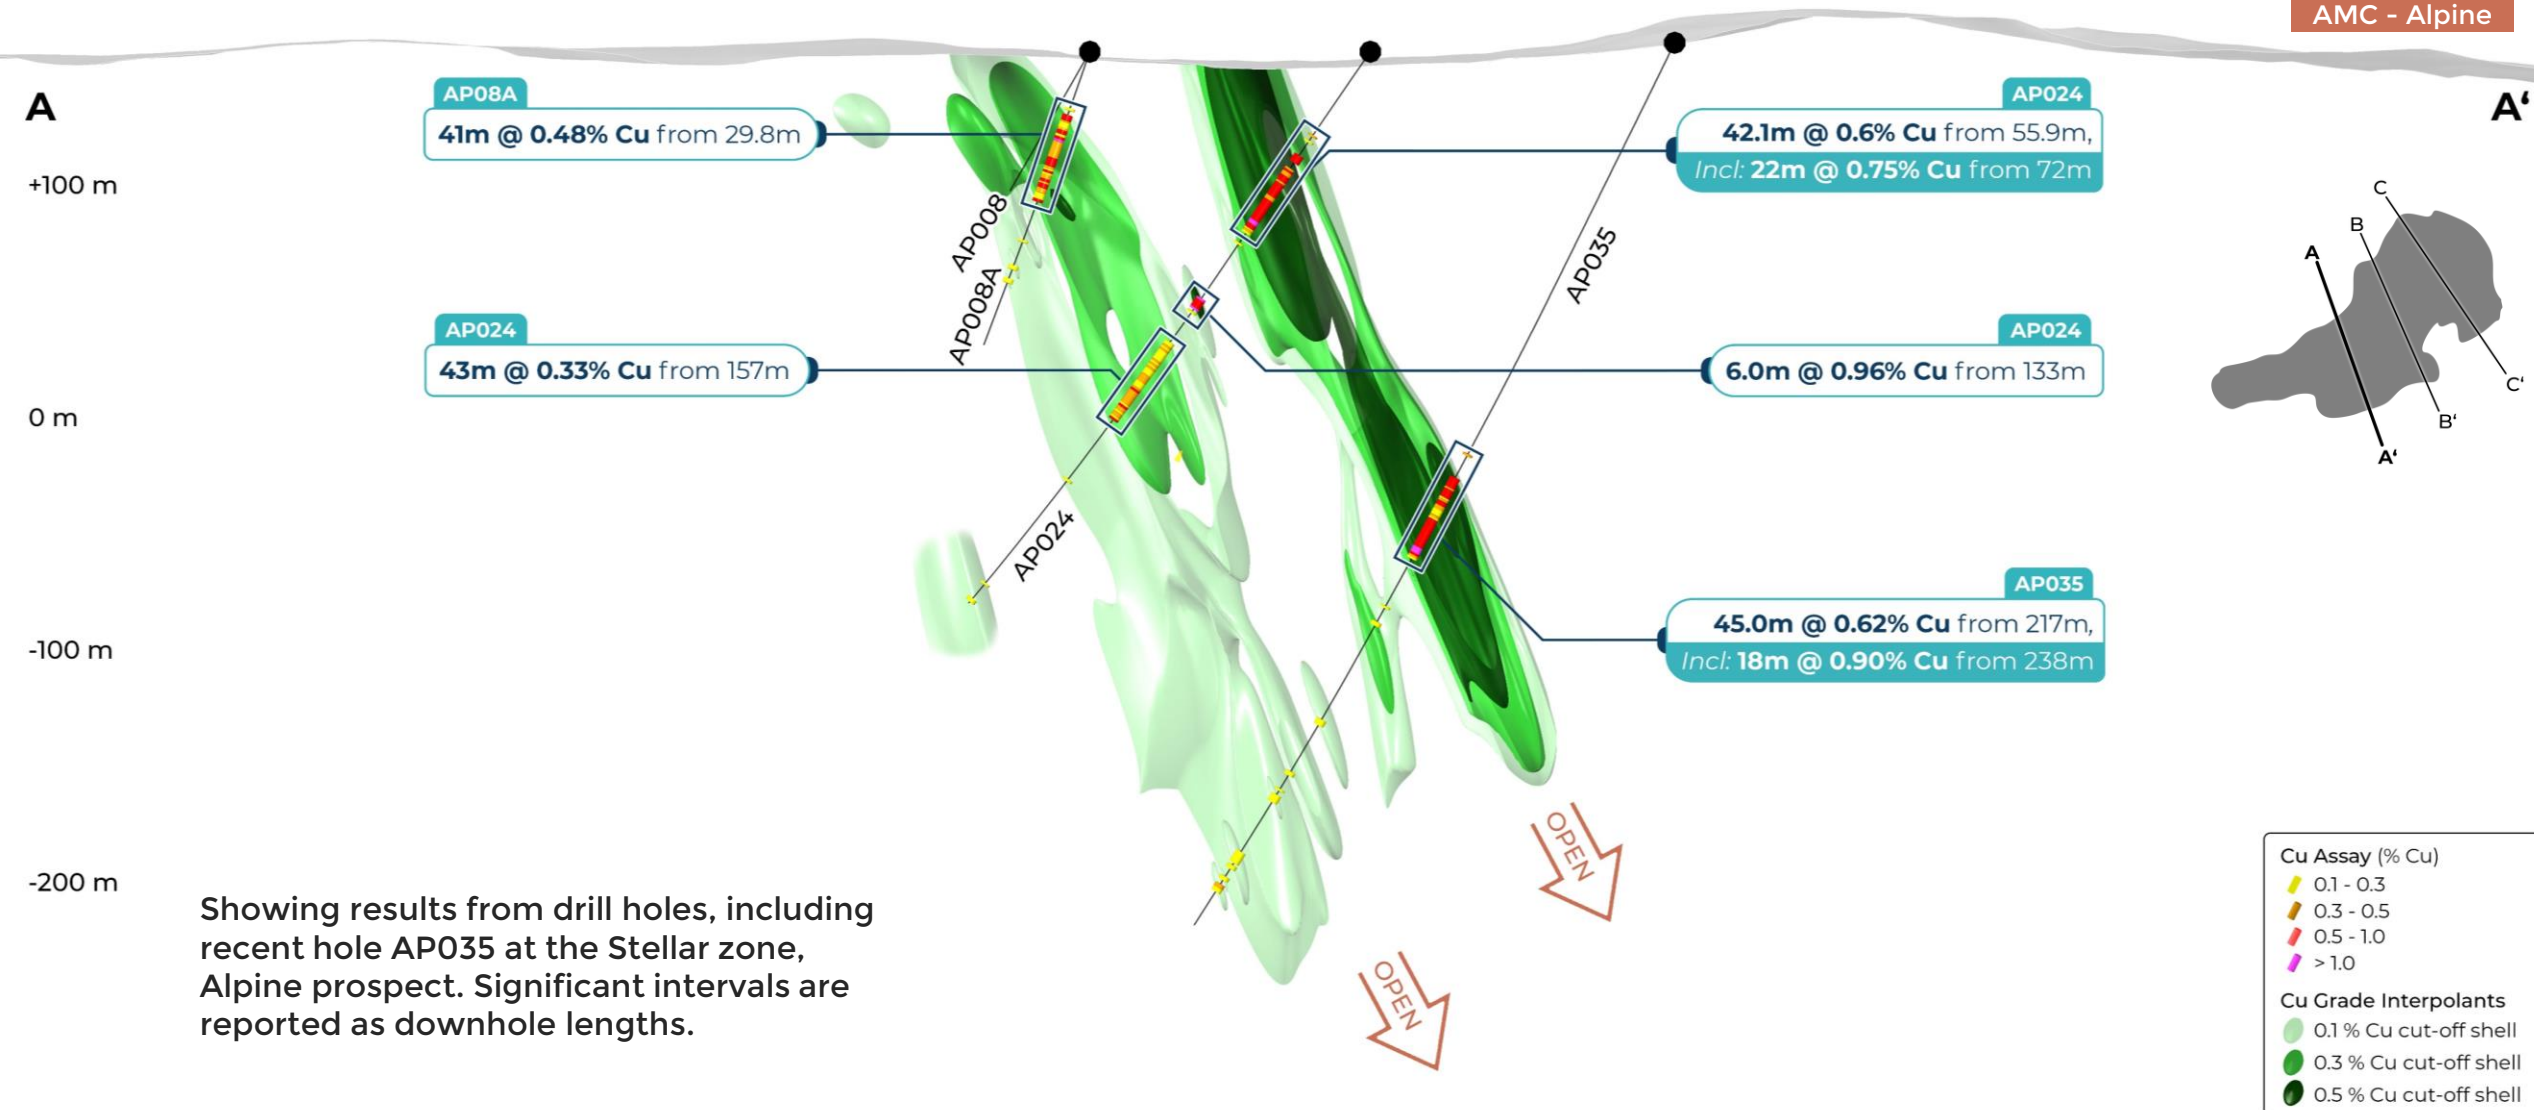 AMC - Alpine
A
A'
AP08A
41m @ 0.48% Cu from 29.8m
AP024
42.1m @ 0.6% Cu from 55.9m,
Incl: 22m @ 0.75% Cu from 72m
+100 m
AP008
AP008A
AP035
C
B
A
AP024
43m @ 0.33% Cu from 157m
AP024
6.0m @ 0.96% Cu from 133m
C'
B'
A'
0 m
AP024
AP035
45.0m @ 0.62% Cu from 217m,
Incl: 18m @ 0.90% Cu from 238m
-100 m
OPEN
OPEN
-200 m
Showing results from drill holes, including
recent hole AP035 at the Stellar zone,
Alpine prospect. Significant intervals are
reported as downhole lengths.
Cu Assay (% Cu)
0.1 - 0.3
0.3 - 0.5
0.5 - 1.0
> 1.0
Cu Grade Interpolants
0.1 % Cu cut-off shell
0.3 % Cu cut-off shell
0.5 % Cu cut-off shell